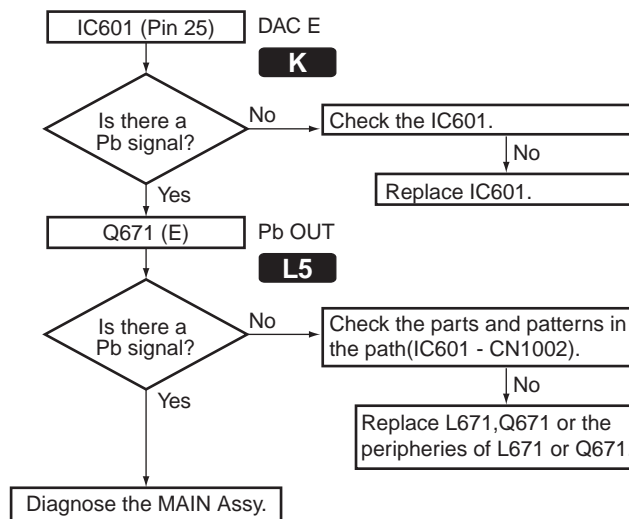 IC601 (Pin 25) DAC E
K
Is there a
Pb signal?
No
Check the IC601.
No
Replace IC601.
Yes
Q671 (E) Pb OUT
L5
Is there a
Pb signal?
No
Check the parts and patterns in
the path(IC601 - CN1002).
No
Replace L671,Q671 or the
peripheries of L671 or Q671
Yes
Diagnose the MAIN Assy.